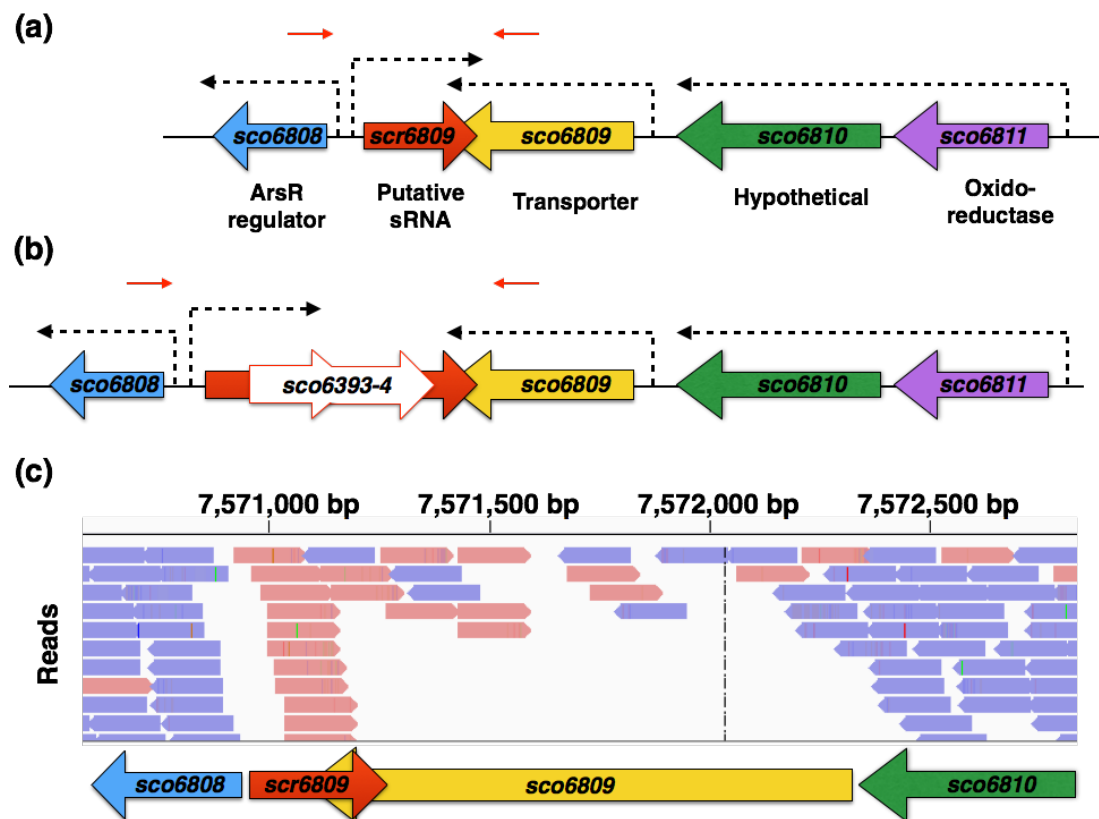 (a)
sco6808 scr6809 sco6809 sco6810 sco6811
ArsR regulator
Putative sRNA
Transporter
Hypothetical
Oxido-reductase
(b)
sco6808 sco6393-4 sco6809 sco6810 sco6811
(c)
7,571,000 bp 7,571,500 bp 7,572,000 bp 7,572,500 bp
Reads
sco6808 scr6809 sco6809 sco6810